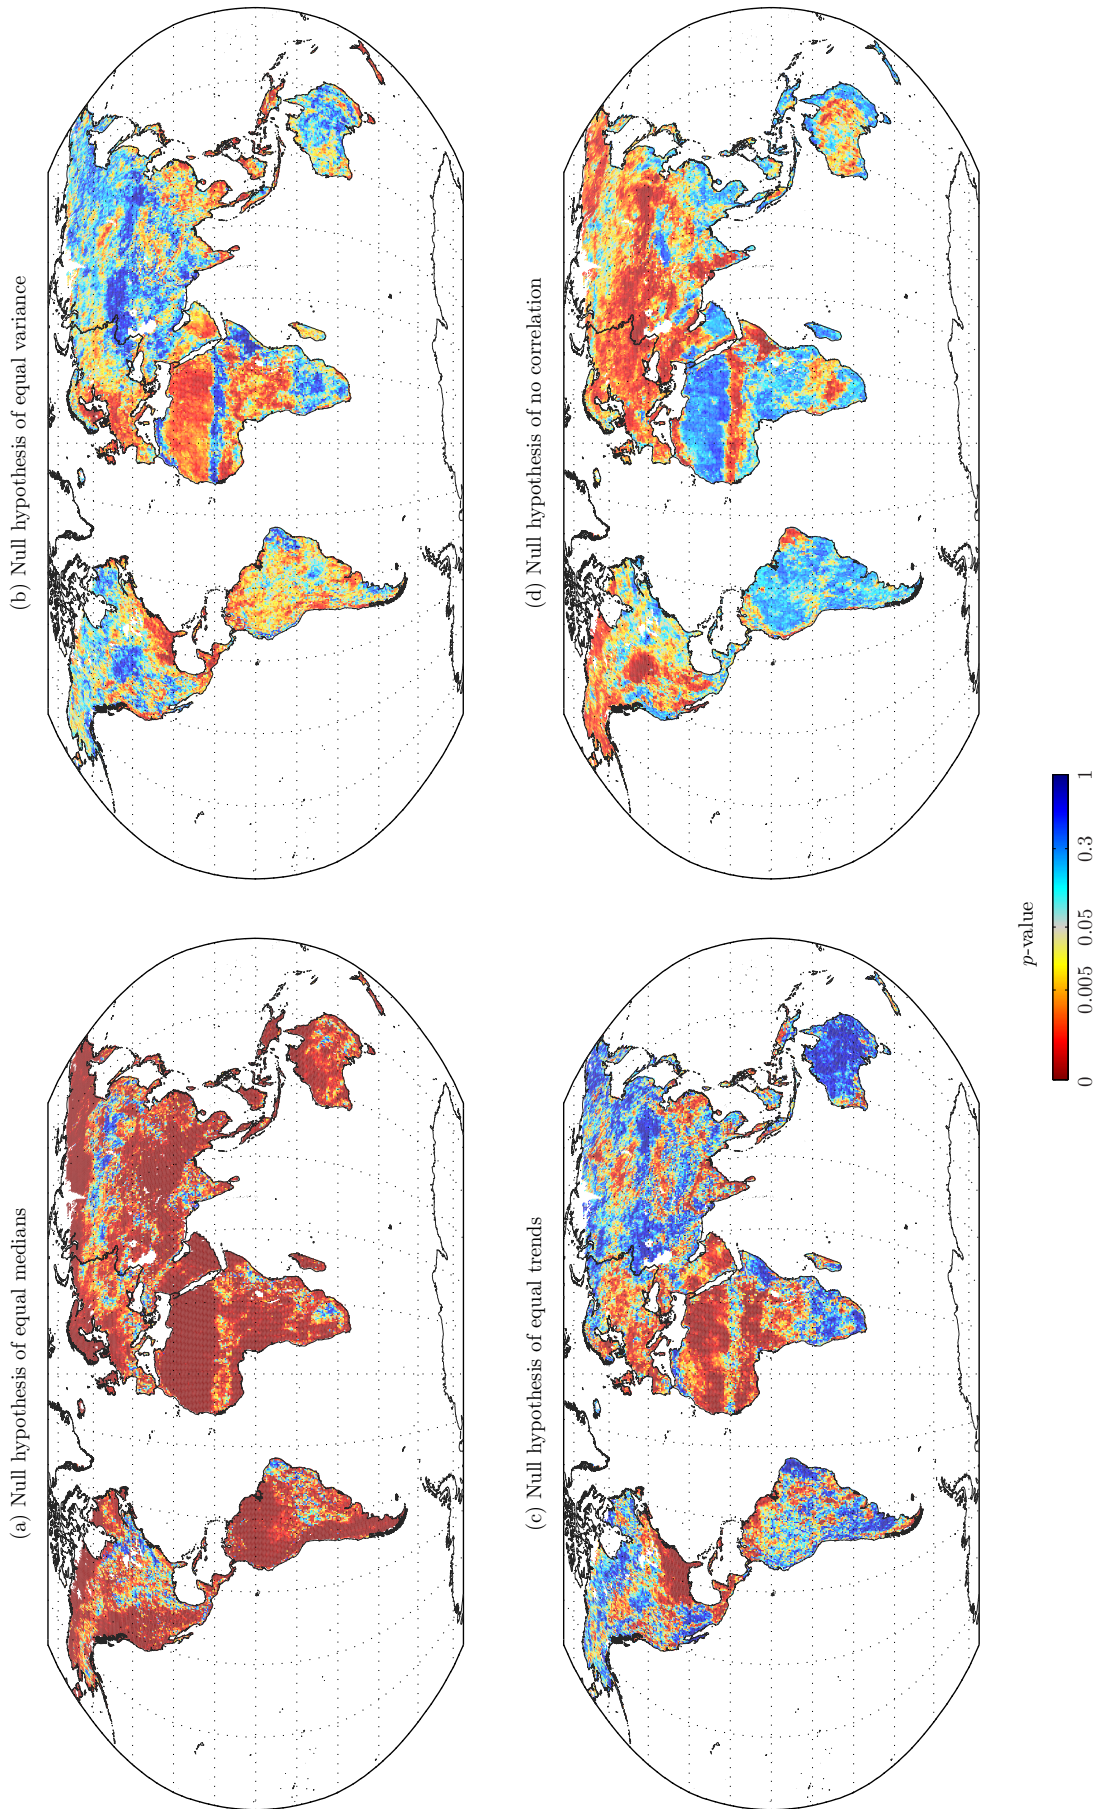 (a) Null hypothesis of equal medians
(b) Null hypothesis of equal variance
(c) Null hypothesis of equal trends
(d) Null hypothesis of no correlation
p-value
0 0.005 0.05 0.3 1